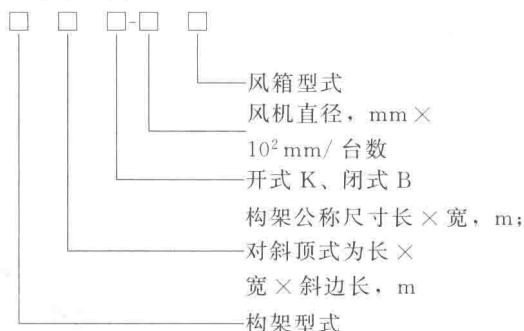 □ □ □-□ □
风箱型式
风机直径，mm×
10²mm/台数
开式 K、闭式 B
构架公称尺寸长×宽，m；
对斜顶式为长×
宽×斜边长，m
构架型式